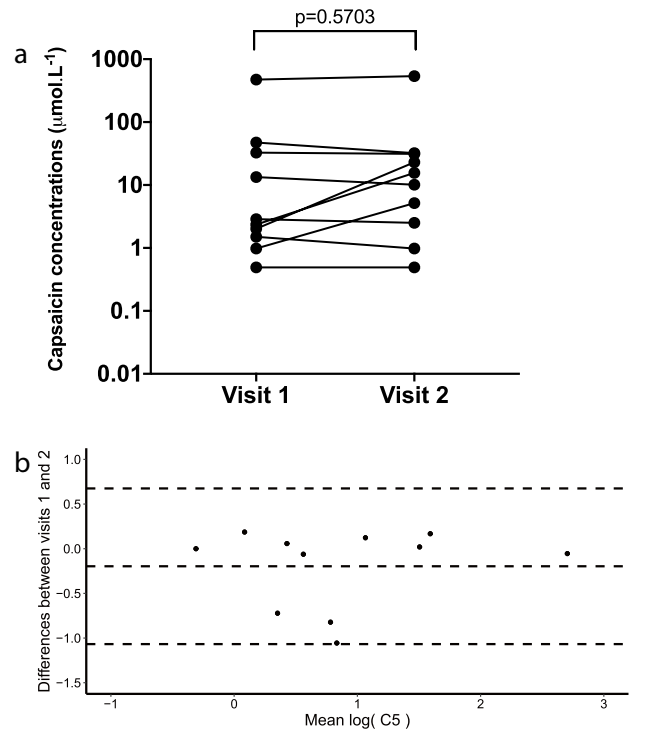 p=0.5703
a
Capsaicin concentrations (μmol.L⁻¹)
1000
100
10
1
0.1
0.01
Visit 1 Visit 2
b
Differences between visits 1 and 2
1.0
0.5
0.0
−0.5
−1.0
−1.5
−1 0 1 2 3
Mean log( C5 )